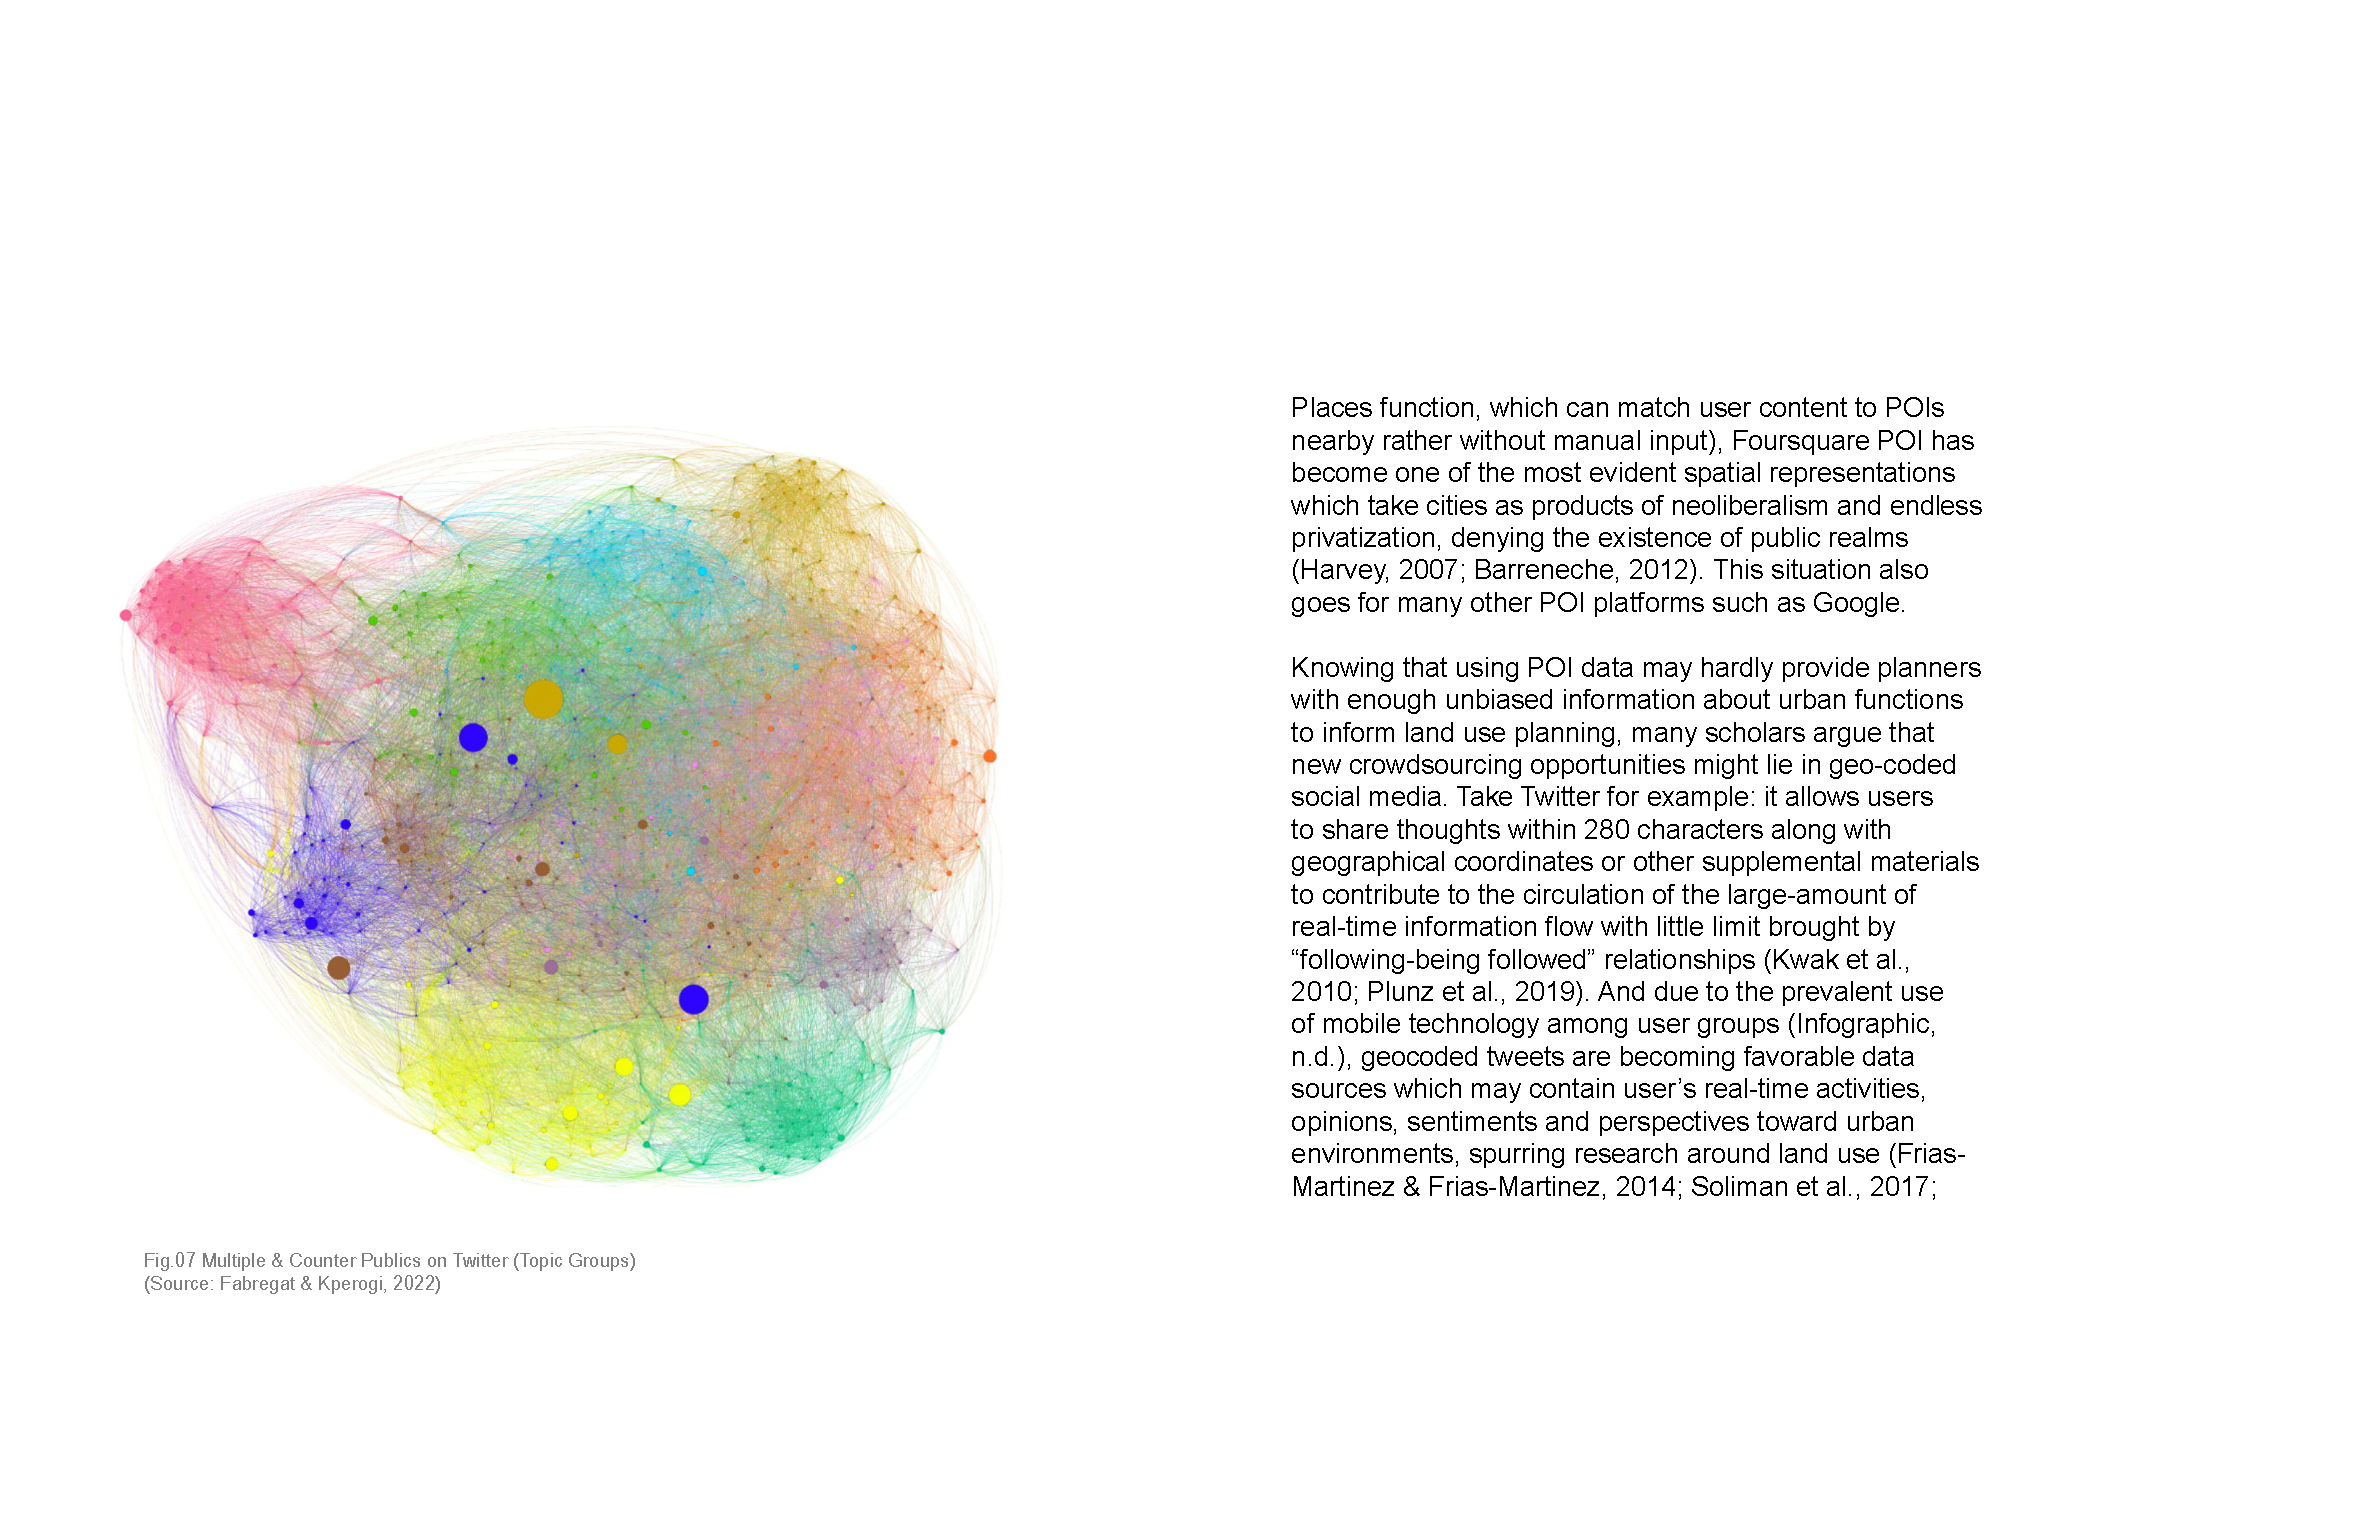 Places function, which can match user content to POIs
nearby rather without manual input), Foursquare POI has
become one of the most evident spatial representations
which take cities as products of neoliberalism and endless
privatization, denying the existence of public realms
(Harvey, 2007; Barreneche, 2012). This situation also
goes for many other POI platforms such as Google.
Knowing that using POI data may hardly provide planners
with enough unbiased information about urban functions
to inform land use planning, many scholars argue that
new crowdsourcing opportunities might lie in geo-coded
social media. Take Twitter for example: it allows users
to share thoughts within 280 characters along with
geographical coordinates or other supplemental materials
to contribute to the circulation of the large-amount of
real-time information flow with little limit brought by
“following-being followed” relationships (Kwak et al.,
2010; Plunz et al., 2019). And due to the prevalent use
of mobile technology among user groups (Infographic,
n.d.), geocoded tweets are becoming favorable data
sources which may contain user’s real-time activities,
opinions, sentiments and perspectives toward urban
environments, spurring research around land use (Frias-
Martinez & Frias-Martinez, 2014; Soliman et al., 2017;
Fig.07 Multiple & Counter Publics on Twitter (Topic Groups)
(Source: Fabregat & Kperogi, 2022)